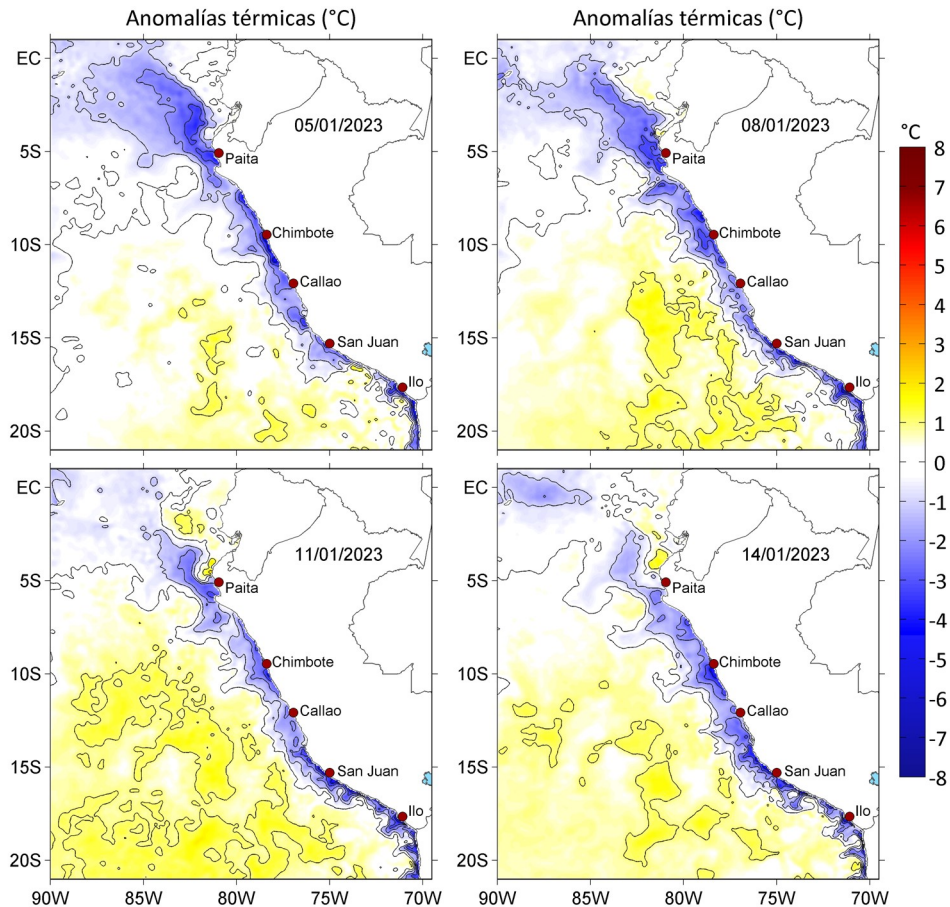 Anomalías térmicas (°C)
Anomalías térmicas (°C)
EC
5S
10S
15S
20S
05/01/2023
Paita
Chimbote
Callao
San Juan
Ilo
08/01/2023
Paita
Chimbote
Callao
San Juan
Ilo
EC
5S
10S
15S
20S
11/01/2023
Paita
Chimbote
Callao
San Juan
Ilo
90W 85W 80W 75W 70W
EC
5S
10S
15S
20S
14/01/2023
Paita
Chimbote
Callao
San Juan
Ilo
90W 85W 80W 75W 70W
EC
5S
10S
15S
20S
°C
8
7
6
5
4
3
2
1
0
-1
-2
-3
-4
-5
-6
-7
-8